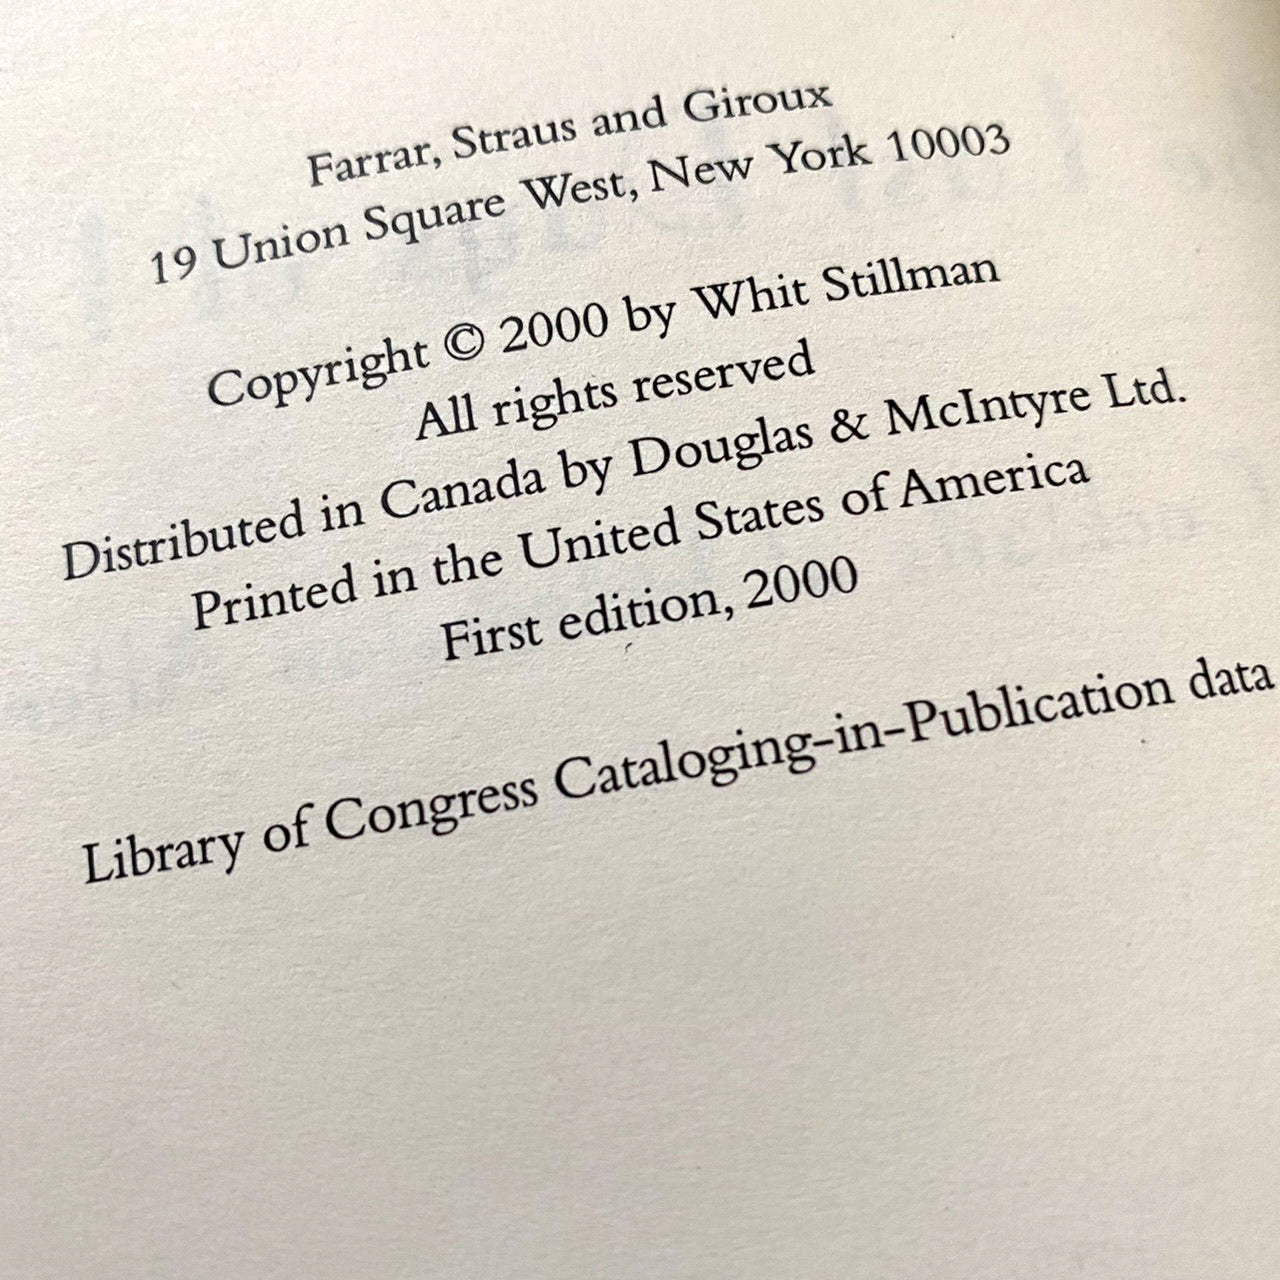 Farrar, Straus and Giroux
19 Union Square West, New York 10003
Copyright © 2000 by Whit Stillman
All rights reserved
Distributed in Canada by Douglas & McIntyre Ltd.
Printed in the United States of America
First edition, 2000
Library of Congress Cataloging-in-Publication data